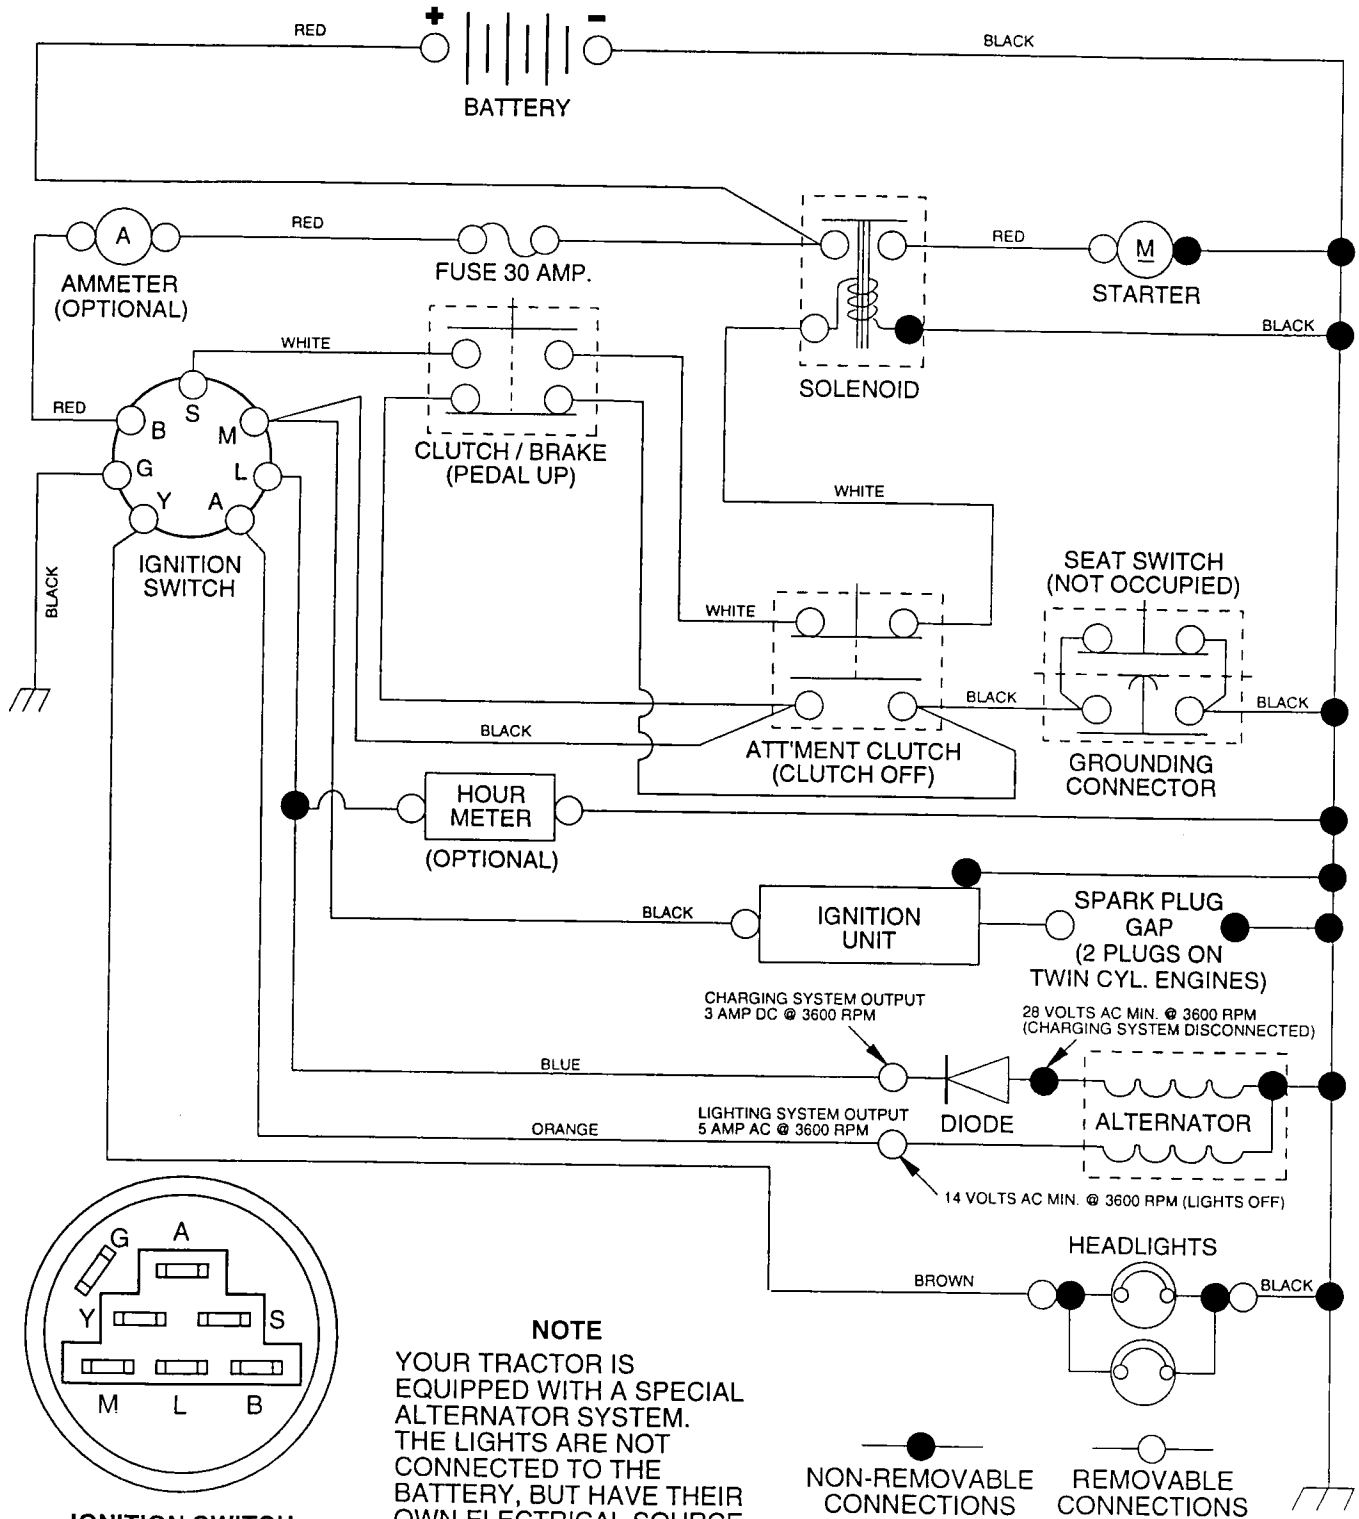 +
-
RED
BLACK
BATTERY
A
RED
RED
M
AMMETER
(OPTIONAL)
FUSE 30 AMP.
STARTER
WHITE
BLACK
SOLENOID
RED
S
B
M
G
L
Y
A
CLUTCH / BRAKE
(PEDAL UP)
WHITE
IGNITION
SWITCH
BLACK
SEAT SWITCH
(NOT OCCUPIED)
WHITE
BLACK
BLACK
BLACK
ATT'MENT CLUTCH
(CLUTCH OFF)
GROUNDING
CONNECTOR
HOUR
METER
(OPTIONAL)
BLACK
IGNITION
UNIT
SPARK PLUG
GAP
(2 PLUGS ON
TWIN CYL. ENGINES)
CHARGING SYSTEM OUTPUT
3 AMP DC @ 3600 RPM
28 VOLTS AC MIN. @ 3600 RPM
(CHARGING SYSTEM DISCONNECTED)
BLUE
DIODE
ALTERNATOR
ORANGE
LIGHTING SYSTEM OUTPUT
5 AMP AC @ 3600 RPM
14 VOLTS AC MIN. @ 3600 RPM (LIGHTS OFF)
HEADLIGHTS
BROWN
BLACK
G
A
Y
S
M
L
B
NOTE
YOUR TRACTOR IS
EQUIPPED WITH A SPECIAL
ALTERNATOR SYSTEM.
THE LIGHTS ARE NOT
CONNECTED TO THE
BATTERY, BUT HAVE THEIR
OWN ELECTRICAL SOURCE
NON-REMOVABLE
CONNECTIONS
REMOVABLE
CONNECTIONS
IGNITION SWITCH